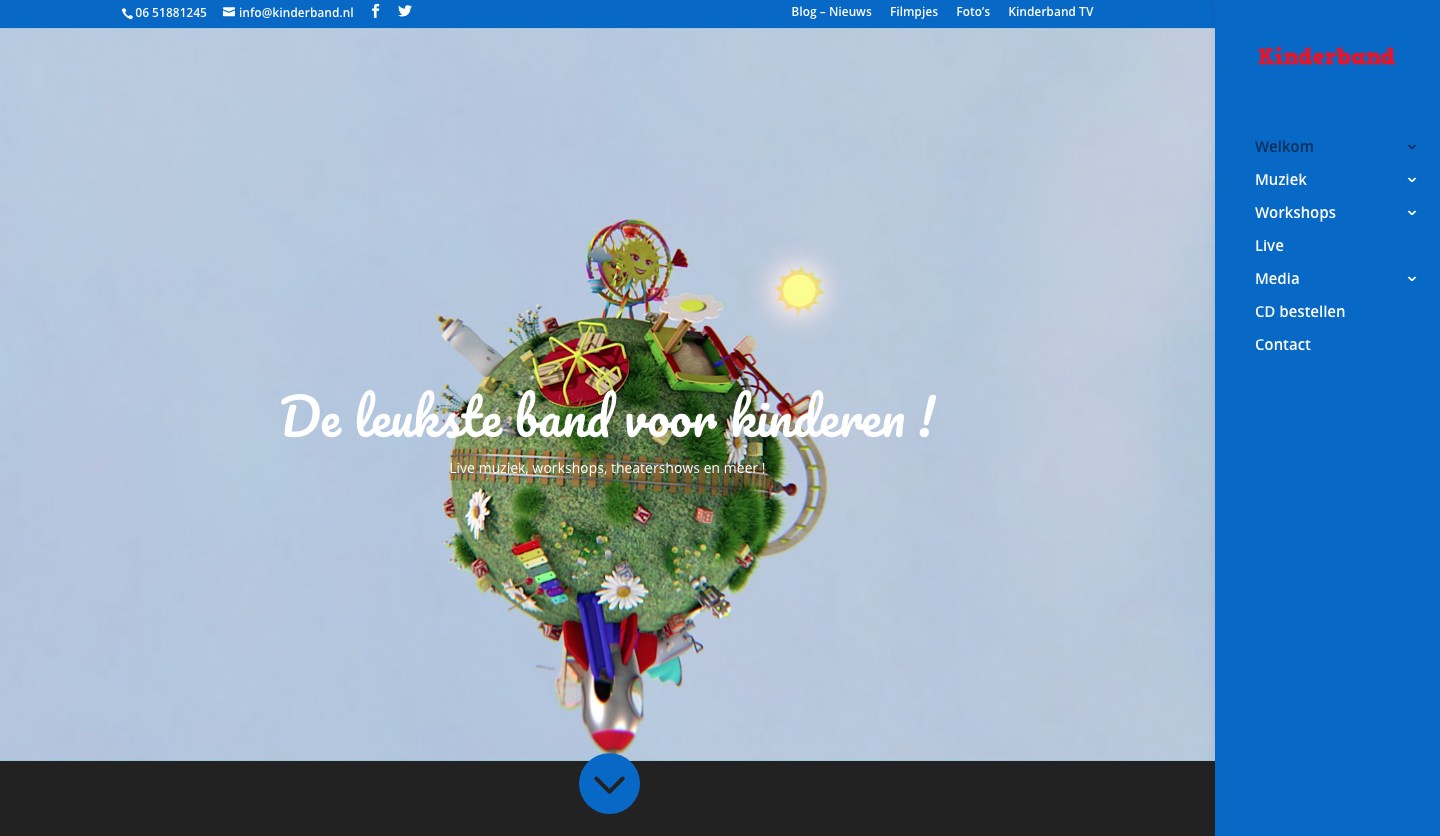 06 51881245
info@kinderband.nl
Blog – Nieuws
Filmpjes
Foto’s
Kinderband TV
Kinderband
Welkom
Muziek
Workshops
Live
Media
CD bestellen
Contact
De leukste band voor kinderen !
Live muziek, workshops, theatershows en meer !